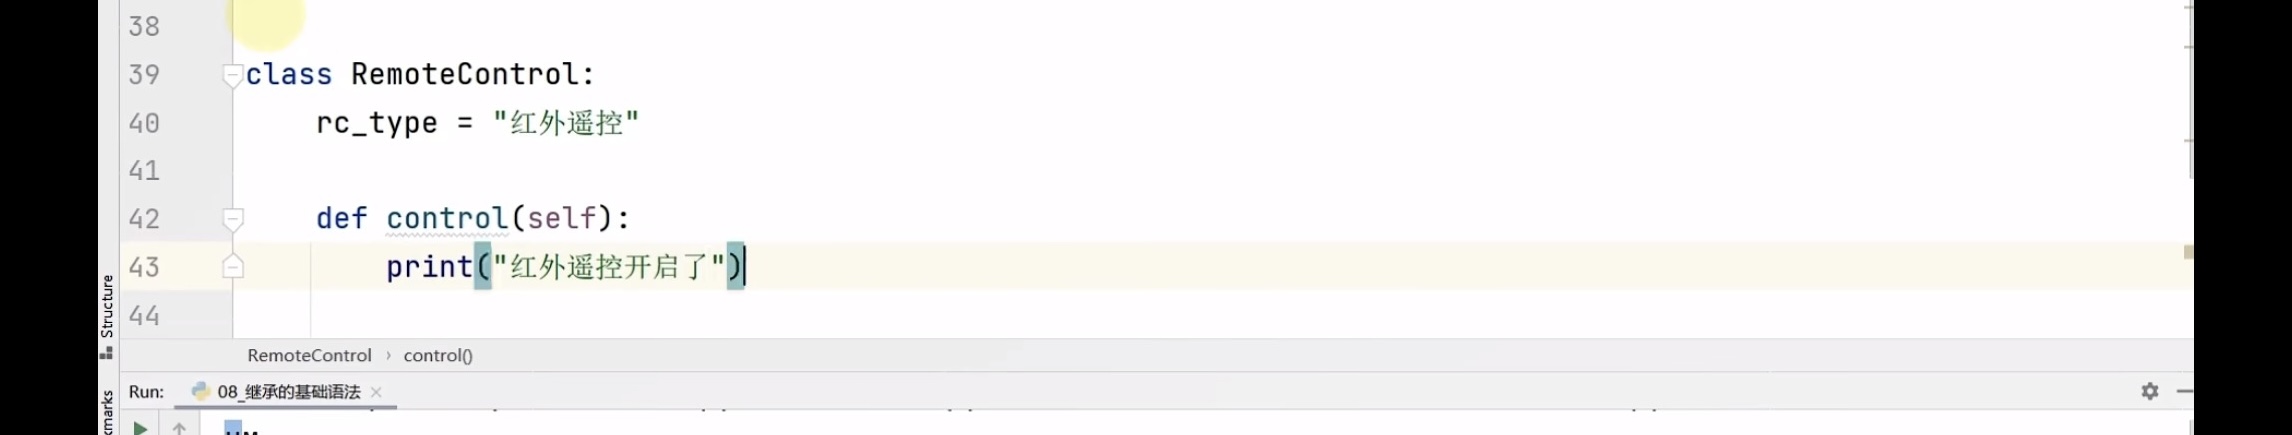 38
39 class RemoteControl:
40 rc_type = "红外遥控"
41
42 def control(self):
43 print("红外遥控开启了")
44
Structure
RemoteControl › control()
Run: 08_继承的基础语法